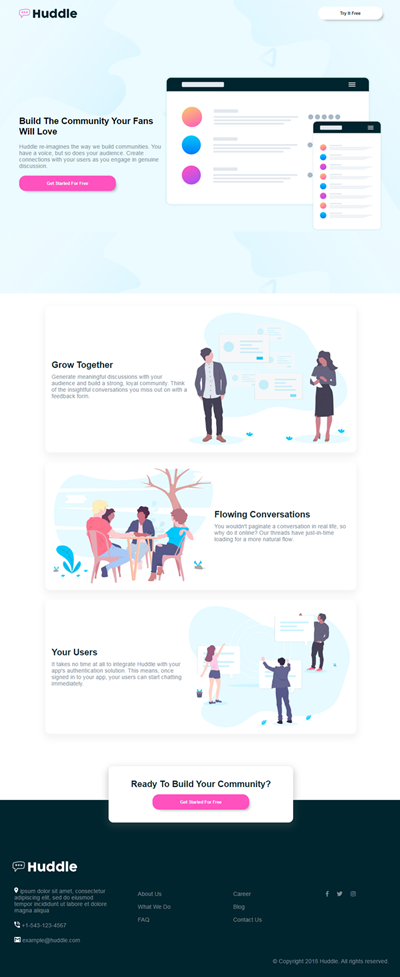 Huddle
Try It Free
Build The Community Your Fans
Will Love
Huddle re-imagines the way we build communities. You
have a voice, but so does your audience. Create
connections with your users as you engage in genuine
discussion.
Get Started For Free
Grow Together
Generate meaningful discussions with your
audience and build a strong, loyal community. Think
of the insightful conversations you miss out on with a
feedback form.
Flowing Conversations
You wouldn't paginate a conversation in real life, so
why do it online? Our threads have just-in-time
loading for a more natural flow.
Your Users
It takes no time at all to integrate Huddle with your
app's authentication solution. This means, once
signed in to your app, your users can start chatting
immediately.
Ready To Build Your Community?
Get Started For Free
Huddle
ipsum dolor sit amet, consectetur
adipiscing elit, sed do eiusmod
tempor incididunt ut labore et dolore
magna aliqua
+1-543-123-4567
example@huddle.com
About Us
What We Do
FAQ
Career
Blog
Contact Us
© Copyright 2018 Huddle. All rights reserved.